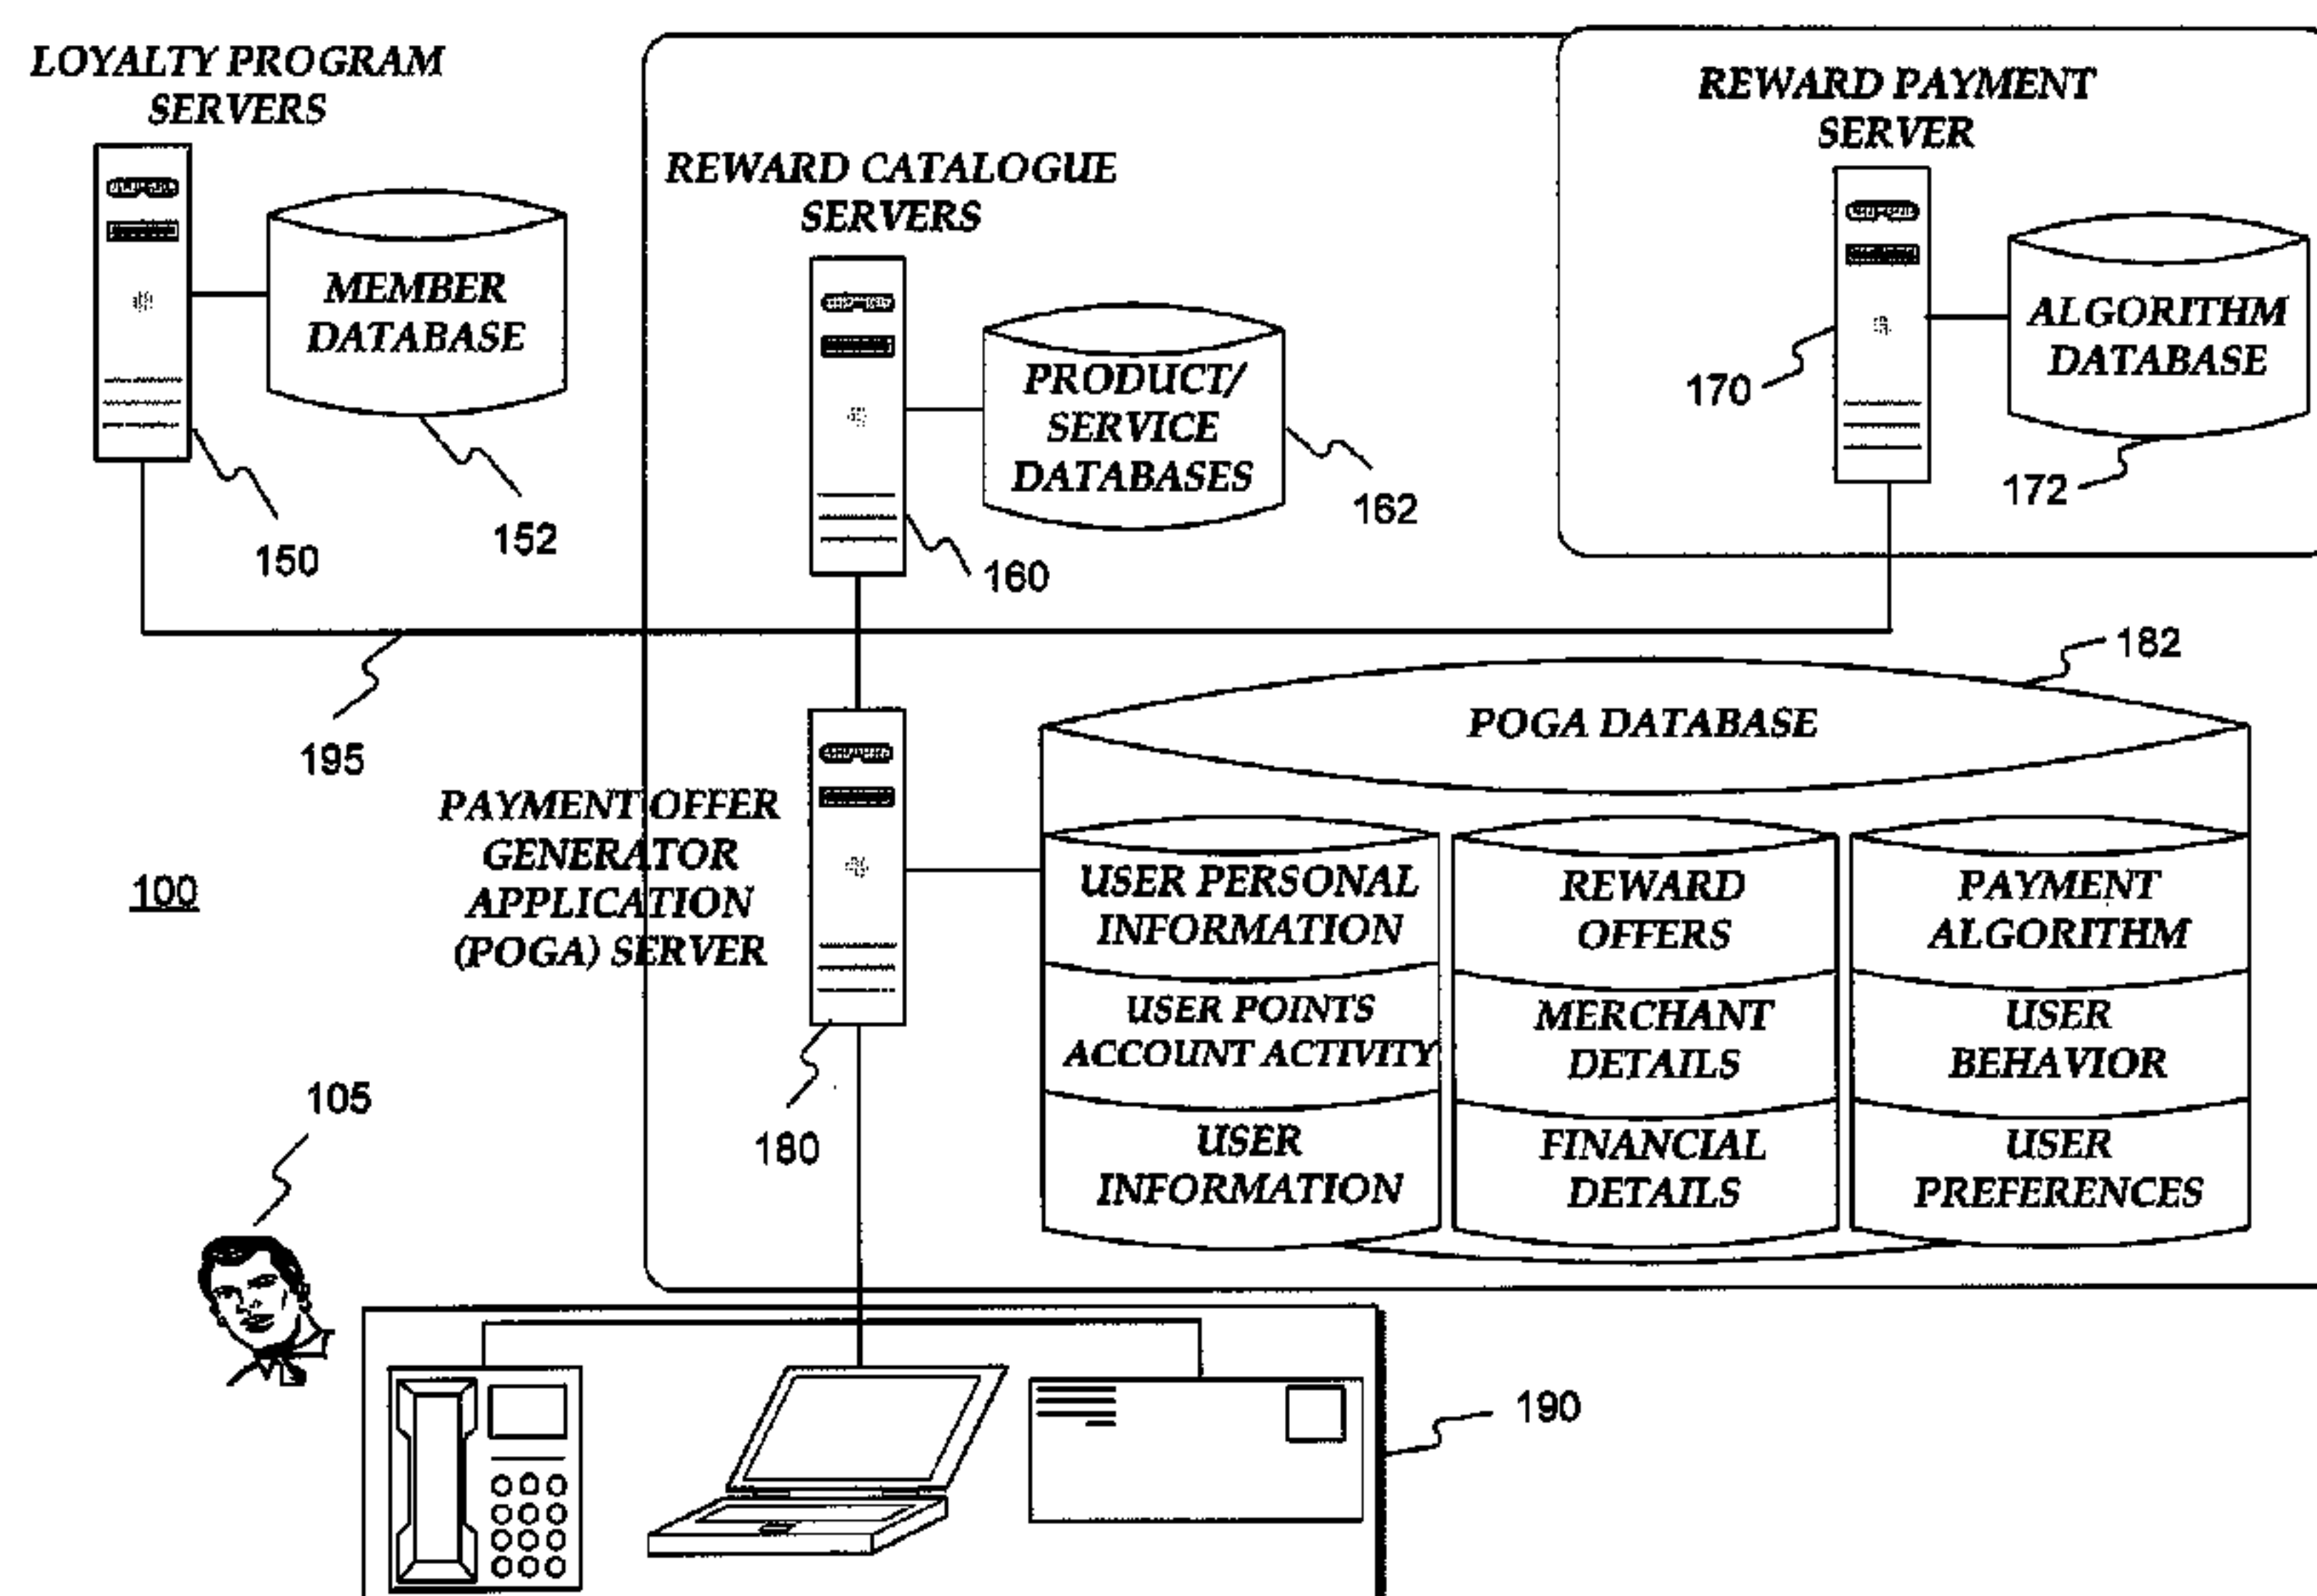 LOYALTY PROGRAM
SERVERS
MEMBER
DATABASE
150
152
REWARD CATALOGUE
SERVERS
PRODUCT/
SERVICE
DATABASES
160
162
REWARD PAYMENT
SERVER
ALGORITHM
DATABASE
170
172
195
182
POGA DATABASE
PAYMENT OFFER
GENERATOR
APPLICATION
(POGA) SERVER
100
180
USER PERSONAL
INFORMATION
USER POINTS
ACCOUNT ACTIVITY
USER
INFORMATION
REWARD
OFFERS
MERCHANT
DETAILS
FINANCIAL
DETAILS
PAYMENT
ALGORITHM
USER
BEHAVIOR
USER
PREFERENCES
105
190